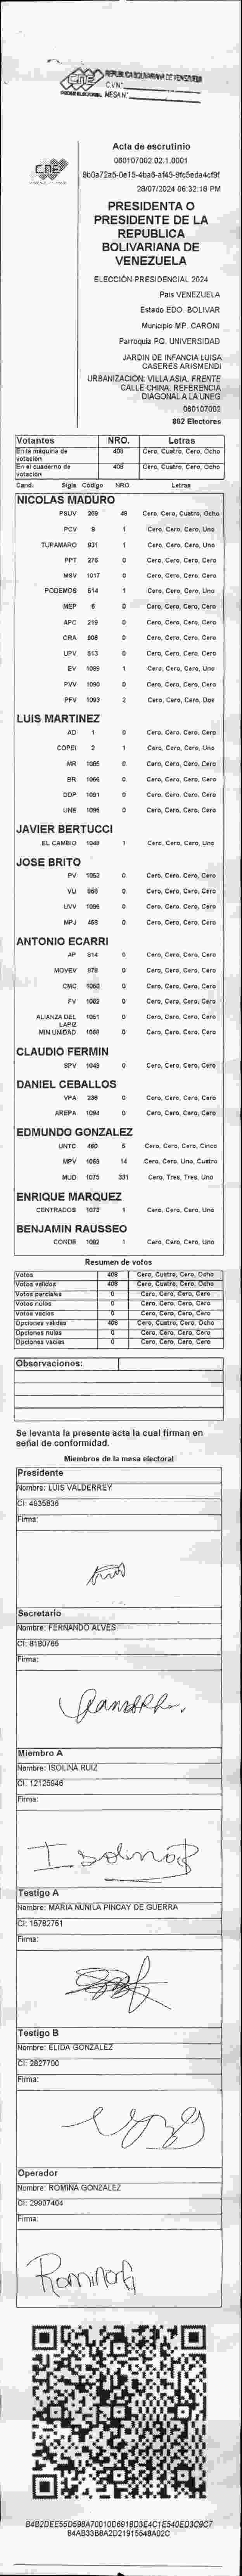 CNE
REPUBLICA BOLIVARIANA DE VENEZUELA
C.V.N°
MESA N°
CNE
Acta de escrutinio
080107002.02.1.0001
9b0a72a5-0e15-4ba8-af45-9fc5eda4cf9f
28/07/2024 06:32:16 PM
PRESIDENTA O
PRESIDENTE DE LA
REPUBLICA
BOLIVARIANA DE
VENEZUELA
ELECCIÓN PRESIDENCIAL 2024
País VENEZUELA
Estado EDO. BOLIVAR
Municipio MP. CARONI
Parroquia PQ. UNIVERSIDAD
JARDIN DE INFANCIA LUISA
CASERES ARISMENDI
URBANIZACION: VILLA ASIA. FRENTE
CALLE CHINA. REFERENCIA
DIAGONAL A LA UNEG
080107002
862 Electores
Votantes NRO. Letras
En la máquina de votación 408 Cero, Cuatro, Cero, Ocho
En el cuaderno de votación 408 Cero, Cuatro, Cero, Ocho
Cand. Sigla Código NRO. Letras
NICOLAS MADURO
PSUV 269 48 Cero, Cero, Cuatro, Ocho
PCV 9 1 Cero, Cero, Cero, Uno
TUPAMARO 931 1 Cero, Cero, Cero, Uno
PPT 276 0 Cero, Cero, Cero, Cero
MSV 1017 0 Cero, Cero, Cero, Cero
PODEMOS 514 1 Cero, Cero, Cero, Uno
MEP 6 0 Cero, Cero, Cero, Cero
APC 219 0 Cero, Cero, Cero, Cero
ORA 906 0 Cero, Cero, Cero, Cero
UPV 513 0 Cero, Cero, Cero, Cero
EV 1089 1 Cero, Cero, Cero, Uno
PVV 1090 0 Cero, Cero, Cero, Cero
PFV 1093 2 Cero, Cero, Cero, Dos
LUIS MARTINEZ
AD 1 0 Cero, Cero, Cero, Cero
COPEI 2 1 Cero, Cero, Cero, Uno
MR 1065 0 Cero, Cero, Cero, Cero
BR 1066 0 Cero, Cero, Cero, Cero
DDP 1091 0 Cero, Cero, Cero, Cero
UNE 1095 0 Cero, Cero, Cero, Cero
JAVIER BERTUCCI
EL CAMBIO 1049 1 Cero, Cero, Cero, Uno
JOSE BRITO
PV 1053 0 Cero, Cero, Cero, Cero
VU 966 0 Cero, Cero, Cero, Cero
UVV 1096 0 Cero, Cero, Cero, Cero
MPJ 458 0 Cero, Cero, Cero, Cero
ANTONIO ECARRI
AP 914 0 Cero, Cero, Cero, Cero
MOVEV 979 0 Cero, Cero, Cero, Cero
CMC 1050 0 Cero, Cero, Cero, Cero
FV 1062 0 Cero, Cero, Cero, Cero
ALIANZA DEL LAPIZ 1051 0 Cero, Cero, Cero, Cero
MIN UNIDAD 1068 0 Cero, Cero, Cero, Cero
CLAUDIO FERMIN
SPV 1048 0 Cero, Cero, Cero, Cero
DANIEL CEBALLOS
VPA 236 0 Cero, Cero, Cero, Cero
AREPA 1094 0 Cero, Cero, Cero, Cero
EDMUNDO GONZALEZ
UNTC 460 5 Cero, Cero, Cero, Cinco
MPV 1069 14 Cero, Cero, Uno, Cuatro
MUD 1075 331 Cero, Tres, Tres, Uno
ENRIQUE MARQUEZ
CENTRADOS 1073 1 Cero, Cero, Cero, Uno
BENJAMIN RAUSSEO
CONDE 1092 1 Cero, Cero, Cero, Uno
Resumen de votos
Votos 408 Cero, Cuatro, Cero, Ocho
Votos validos 408 Cero, Cuatro, Cero, Ocho
Votos parciales 0 Cero, Cero, Cero, Cero
Votos nulos 0 Cero, Cero, Cero, Cero
Votos vacios 0 Cero, Cero, Cero, Cero
Opciones validas 408 Cero, Cuatro, Cero, Ocho
Opciones nulas 0 Cero, Cero, Cero, Cero
Opciones vacias 0 Cero, Cero, Cero, Cero
Observaciones:
Se levanta la presente acta la cual firman en
señal de conformidad.
Miembros de la mesa electoral
Presidente
Nombre: LUIS VALDERREY
CI: 4935836
Firma:
Secretario
Nombre: FERNANDO ALVES
CI: 8180765
Firma:
Miembro A
Nombre: ISOLINA RUIZ
CI: 12125946
Firma:
Isolina
Testigo A
Nombre: MARIA NUNILA PINCAY DE GUERRA
CI: 15782751
Firma:
Testigo B
Nombre: ELIDA GONZALEZ
CI: 2827700
Firma:
Operador
Nombre: ROMINA GONZALEZ
CI: 29907404
Firma:
Romina G
84B2DEE55D598A70010D6918D3E4C1E540ED3C9C7
84AB33B8A2D21915548A02C